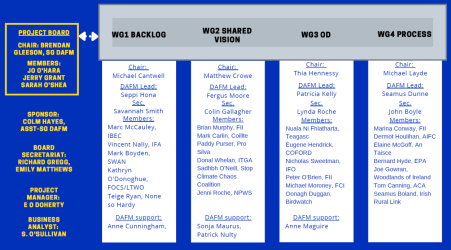 PROJECT BOARD
CHAIR: BRENDAN
GLEESON, SG DAFM
MEMBERS:
JO O'HARA
JERRY GRANT
SARAH O'SHEA
SPONSOR:
COLM HAYES,
ASST-SG DAFM
BOARD
SECRETARIAT:
RICHARD GREGG,
EMILY MATTHEWS
PROJECT
MANAGER:
E O DOHERTY
BUSINESS
ANALYST:
S. O'SULLIVAN
WG1 BACKLOG
Chair:
Michael Cantwell
DAFM Lead:
Seppi Hona
Sec.
Savannah Smith
Members:
Marc McCauley,
IBEC
Vincent Nally, IFA
Mark Boyden,
SWAN
Kathryn
O'Donoghue,
FOCS/LTWO
Teige Ryan, None
so Hardy
DAFM support:
Anne Cunningham,
WG2 SHARED
VISION
Chair:
Matthew Crowe
DAFM Lead:
Fergus Moore
Sec.
Colin Gallagher
Members:
Brian Murphy, FII
Mark Carlin, Coillte
Paddy Purser, Pro
Silva
Donal Whelan, ITGA
Sadhbh O'Neill, Stop
Climate Chaos
Coalition
Jenni Roche, NPWS
DAFM support:
Sonja Maurus,
Patrick Nulty
WG3 OD
Chair:
Thia Hennessy
DAFM Lead:
Patricia Kelly
Sec.
Lynda Roche
Members:
Nuala Ni Fhlatharta,
Teagasc
Eugene Hendrick,
COFORD
Nicholas Sweetman,
IFO
Peter O'Brien, FII
Michael Mooroney, FCI
Oonagh Duggan,
Birdwatch
DAFM support:
Anne Maguire
WG4 PROCESS
Chair:
Michael Layde
DAFM Lead:
Seamus Dunne
Sec.
John Boyle
Members:
Marina Conway, FII
Dermot Houlihan, AIFC
Elaine McGoff, An
Taisce
Bernard Hyde, EPA
Joe Gowran,
Woodlands of Ireland
Tom Canning, ACA
Seamus Boland, Irish
Rural Link